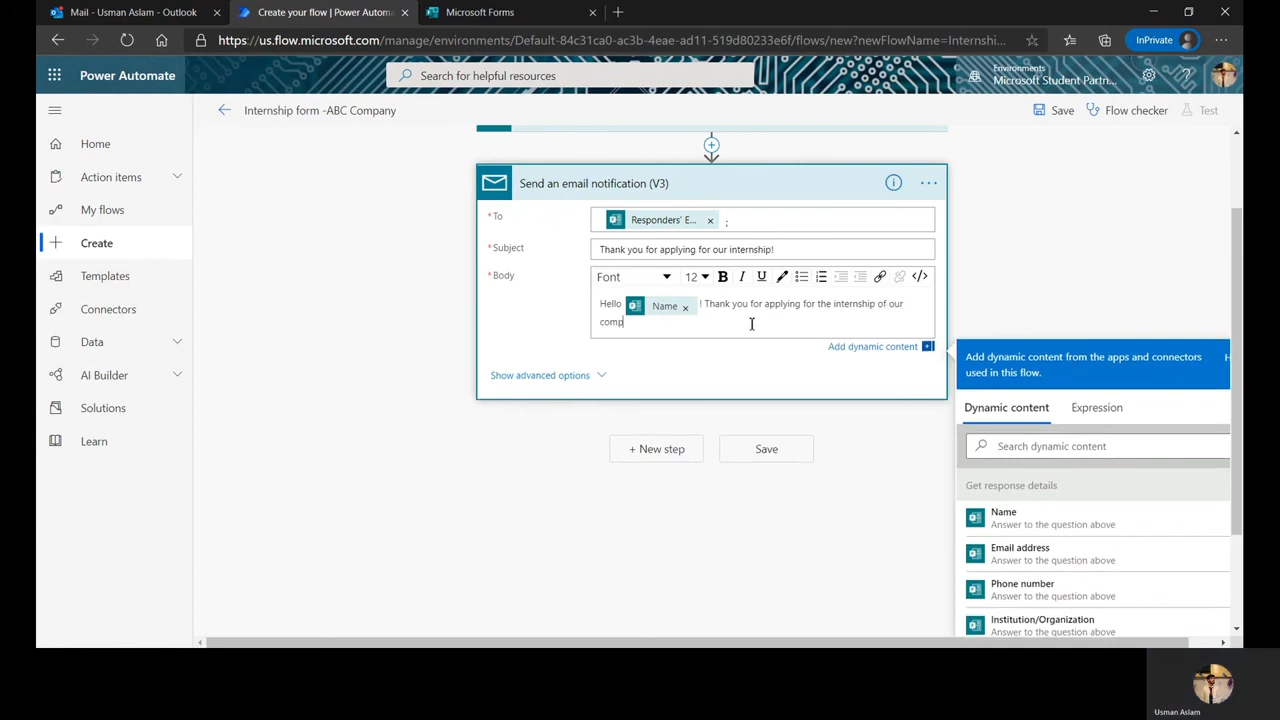 Mail - Usman Aslam - Outlook
Create your flow | Power Automa
Microsoft Forms
https://us.flow.microsoft.com/manage/environments/Default-84c31ca0-ac3b-4eae-ad11-519d80233e6f/flows/new?newFlowName=Internshi...
InPrivate
Power Automate
Search for helpful resources
Environments
Microsoft Student Partn...
Internship form -ABC Company
Save
Flow checker
Test
Home
Action items
My flows
Create
Templates
Connectors
Data
AI Builder
Solutions
Learn
Send an email notification (V3)
* To
Responders' E... ;
* Subject
Thank you for applying for our internship!
* Body
Font
12
Hello Name ! Thank you for applying for the internship of our
comp
Add dynamic content
Show advanced options
+ New step
Save
Add dynamic content from the apps and connectors
used in this flow.
H
Dynamic content
Expression
Search dynamic content
Get response details
Name
Answer to the question above
Email address
Answer to the question above
Phone number
Answer to the question above
Institution/Organization
Answer to the question above
Usman Aslam